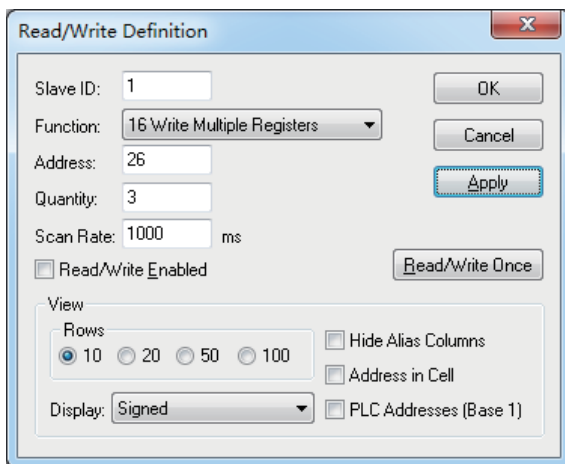 Read/Write Definition
Slave ID: 1
OK
Function: 16 Write Multiple Registers
Cancel
Address: 26
Apply
Quantity: 3
Scan Rate: 1000 ms
Read/Write Enabled
Read/Write Once
View
Rows
10 20 50 100
Hide Alias Columns
Address in Cell
Display: Signed
PLC Addresses (Base 1)